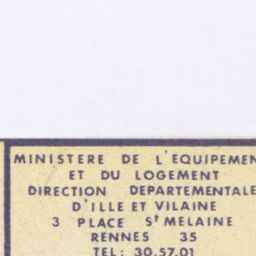 MINISTERE DE L'EQUIPEMEN
ET DU LOGEMENT
DIRECTION DEPARTEMENTALE
D'ILLE ET VILAINE
3 PLACE St MELAINE
RENNES 35
TEL: 30.57.01